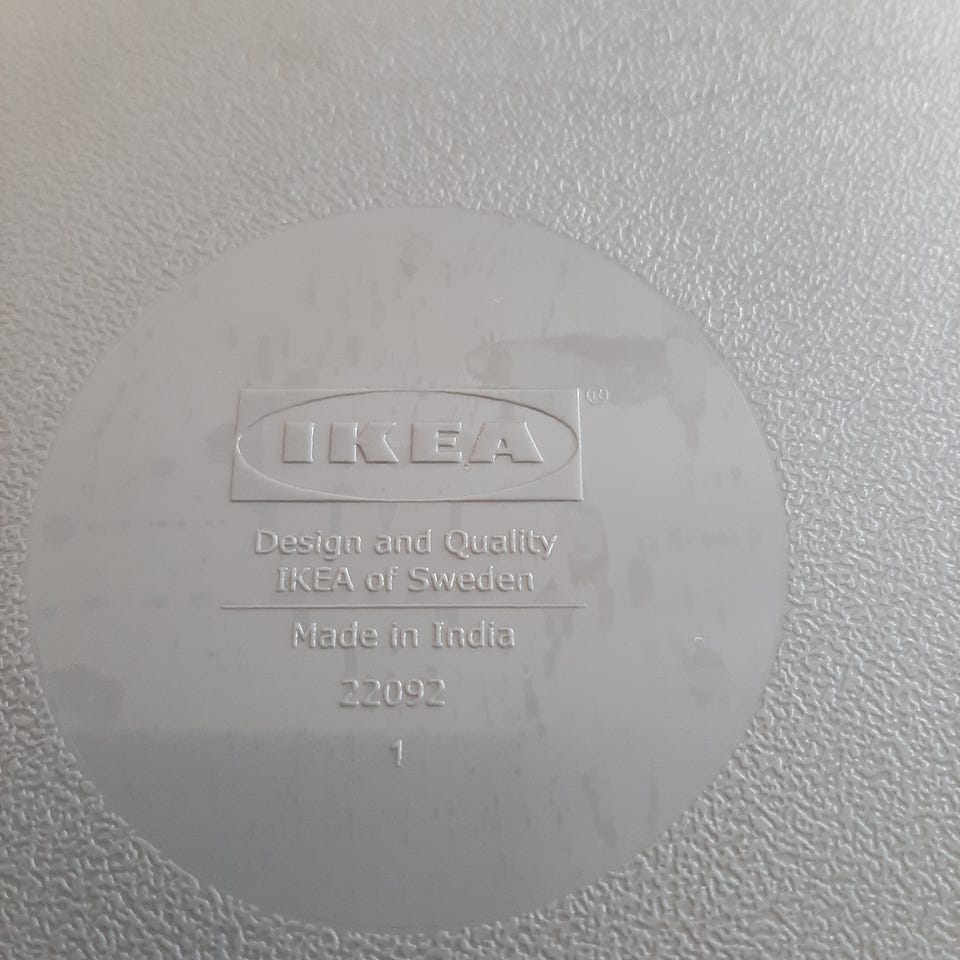 IKEA®
Design and Quality
IKEA of Sweden
Made in India
22092
1